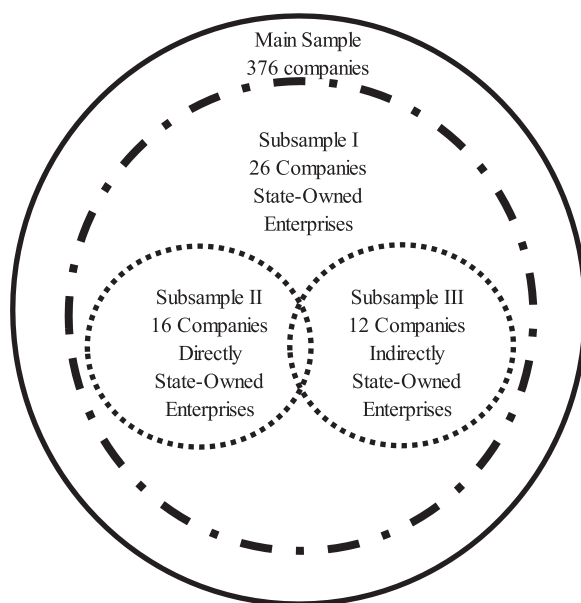 Main Sample
376 companies
Subsample I
26 Companies
State-Owned
Enterprises
Subsample II
16 Companies
Directly
State-Owned
Enterprises
Subsample III
12 Companies
Indirectly
State-Owned
Enterprises